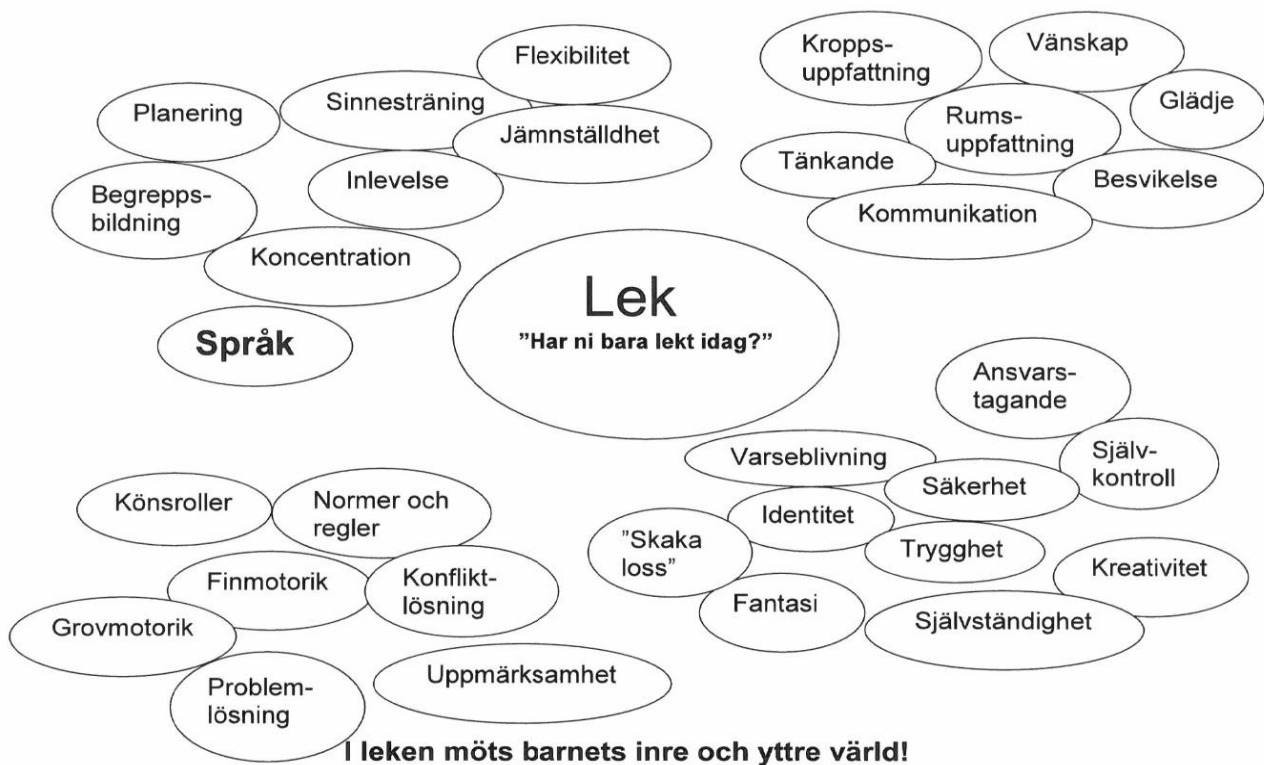 Flexibilitet
Sinnesträning
Planering
Jämnställdhet
Inlevelse
Begrepps-
bildning
Koncentration
Språk
Kropps-
uppfattning
Vänskap
Glädje
Rums-
uppfattning
Tänkande
Besvikelse
Kommunikation
Lek
”Har ni bara lekt idag?”
Ansvars-
tagande
Själv-
kontroll
Varseblivning
Säkerhet
Identitet
”Skaka
loss”
Trygghet
Kreativitet
Fantasi
Självständighet
Könsroller
Normer och
regler
Finmotorik
Konflikt-
lösning
Grovmotorik
Problem-
lösning
Uppmärksamhet
I leken möts barnets inre och yttre värld!